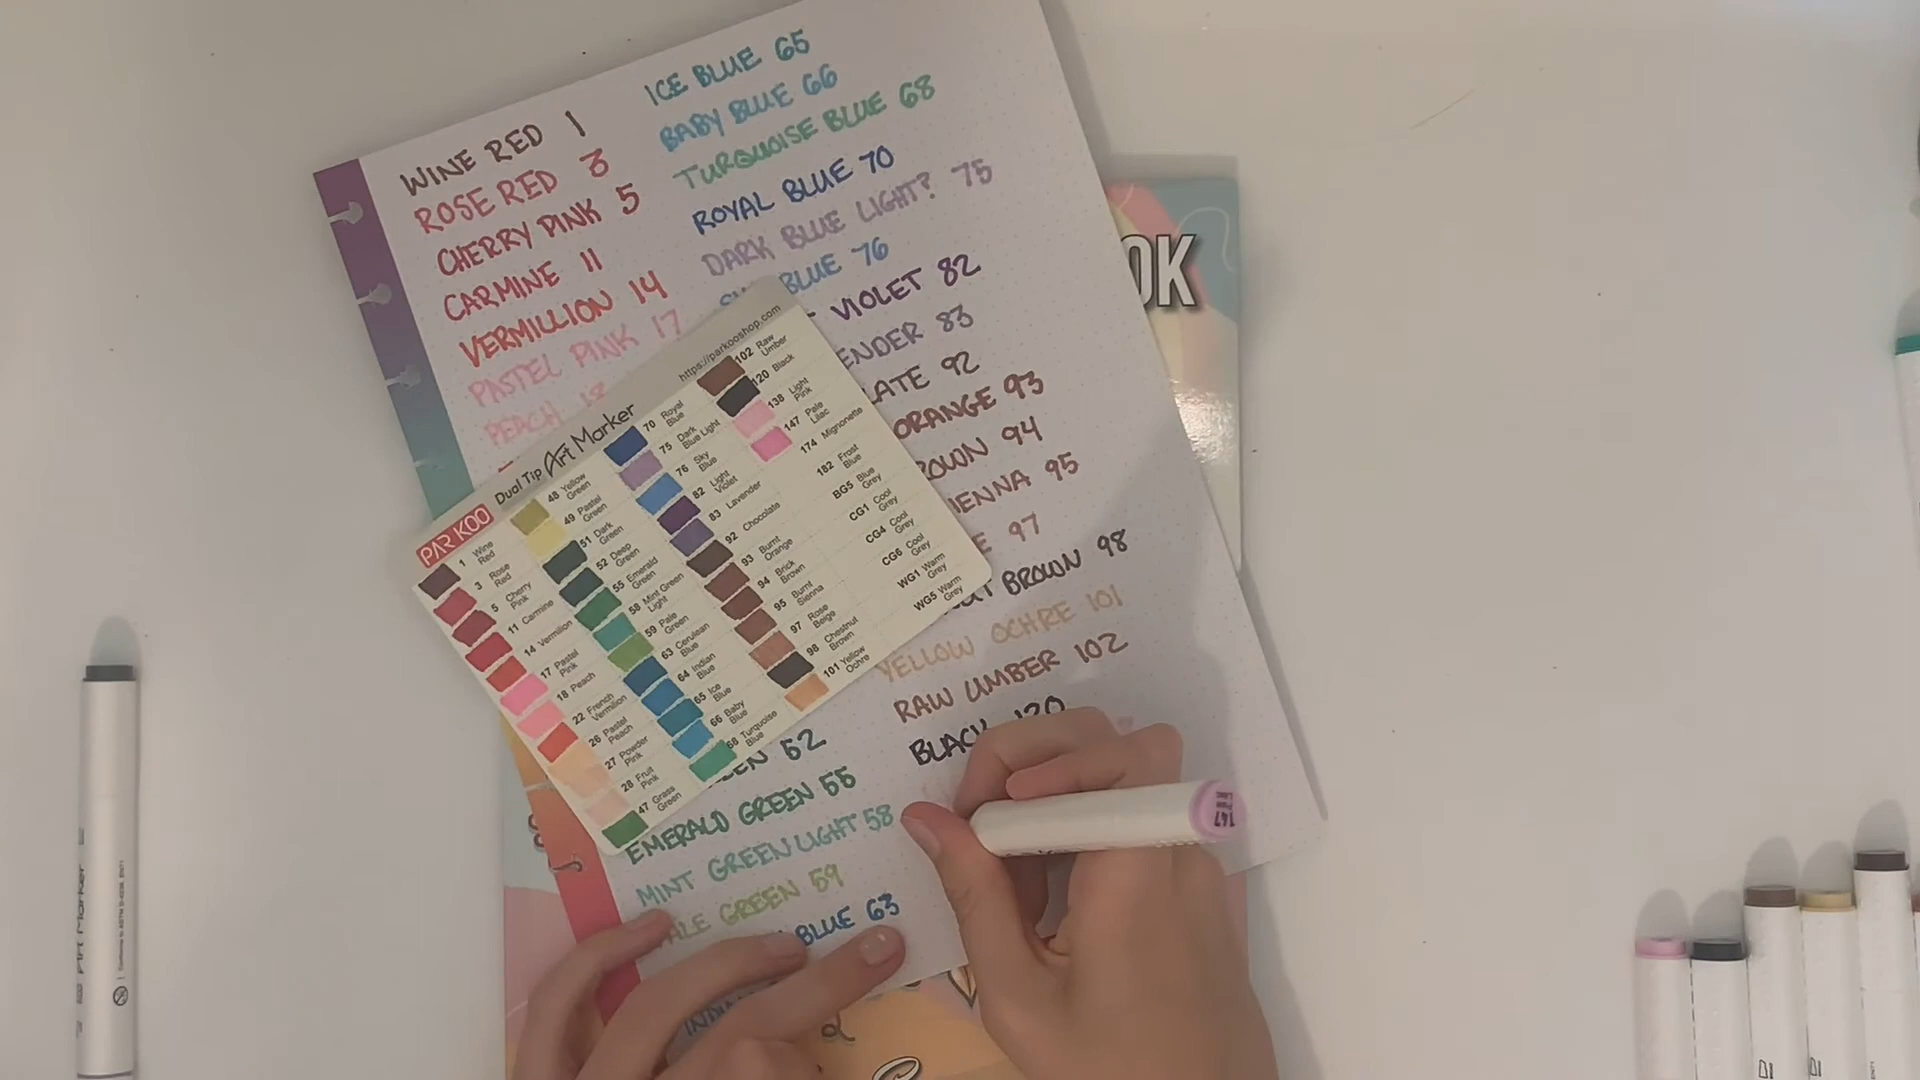 WINE RED 1
ROSE RED 3
CHERRY PINK 5
CARMINE 11
VERMILLION 14
PASTEL PINK 17
PEACH 18
52
EMERALD GREEN 55
MINT GREEN LIGHT 58
PALE GREEN 59
BLUE 63
ICE BLUE 65
BABY BLUE 66
TURQUOISE BLUE 68
ROYAL BLUE 70
DARK BLUE LIGHT? 75
BLUE 76
VIOLET 82
ENDER 83
LATE 92
ORANGE 93
ROWN 94
IENNA 95
E 97
BROWN 98
YELLOW OCHRE 101
RAW UMBER 102
BLACK 120
OK
PARKOO Dual Tip Art Marker https://parkooshop.com
1 Wine Red
3 Rose Red
5 Cherry Pink
11 Carmine
14 Vermilion
17 Pastel Pink
18 Peach
22 French Vermilion
26 Pastel Peach
27 Powder Pink
28 Fruit Pink
47 Grass Green
48 Yellow Green
49 Pastel Green
51 Dark Green
52 Deep Green
55 Emerald Green
58 Mint Green Light
59 Pale Green
63 Cerulean Blue
64 Indian Blue
65 Ice Blue
66 Baby Blue
68 Turquoise Blue
70 Royal Blue
75 Dark Blue Light
76 Sky Blue
82 Light Violet
83 Lavender
92 Chocolate
93 Burnt Orange
94 Brick Brown
95 Burnt Sienna
97 Rose Beige
98 Chestnut Brown
101 Yellow Ochre
102 Raw Umber
120 Black
138 Light Pink
147 Pale Lilac
174 Mignonette
182 Frost Blue
BG5 Blue Grey
CG1 Cool Grey
CG4 Cool Grey
CG6 Cool Grey
WG1 Warm Grey
WG5 Warm Grey
147
Art Marker